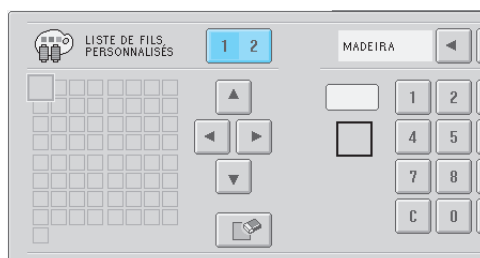 LISTE DE FILS
PERSONNALISÉS
1 2
MADEIRA
1 2
4 5
7 8
C 0